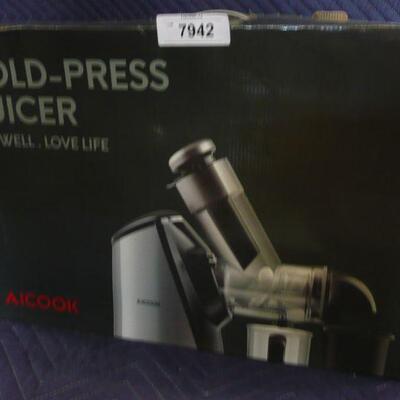 7942
OLD-PRESS
UICER
WELL . LOVE LIFE
AICOOK